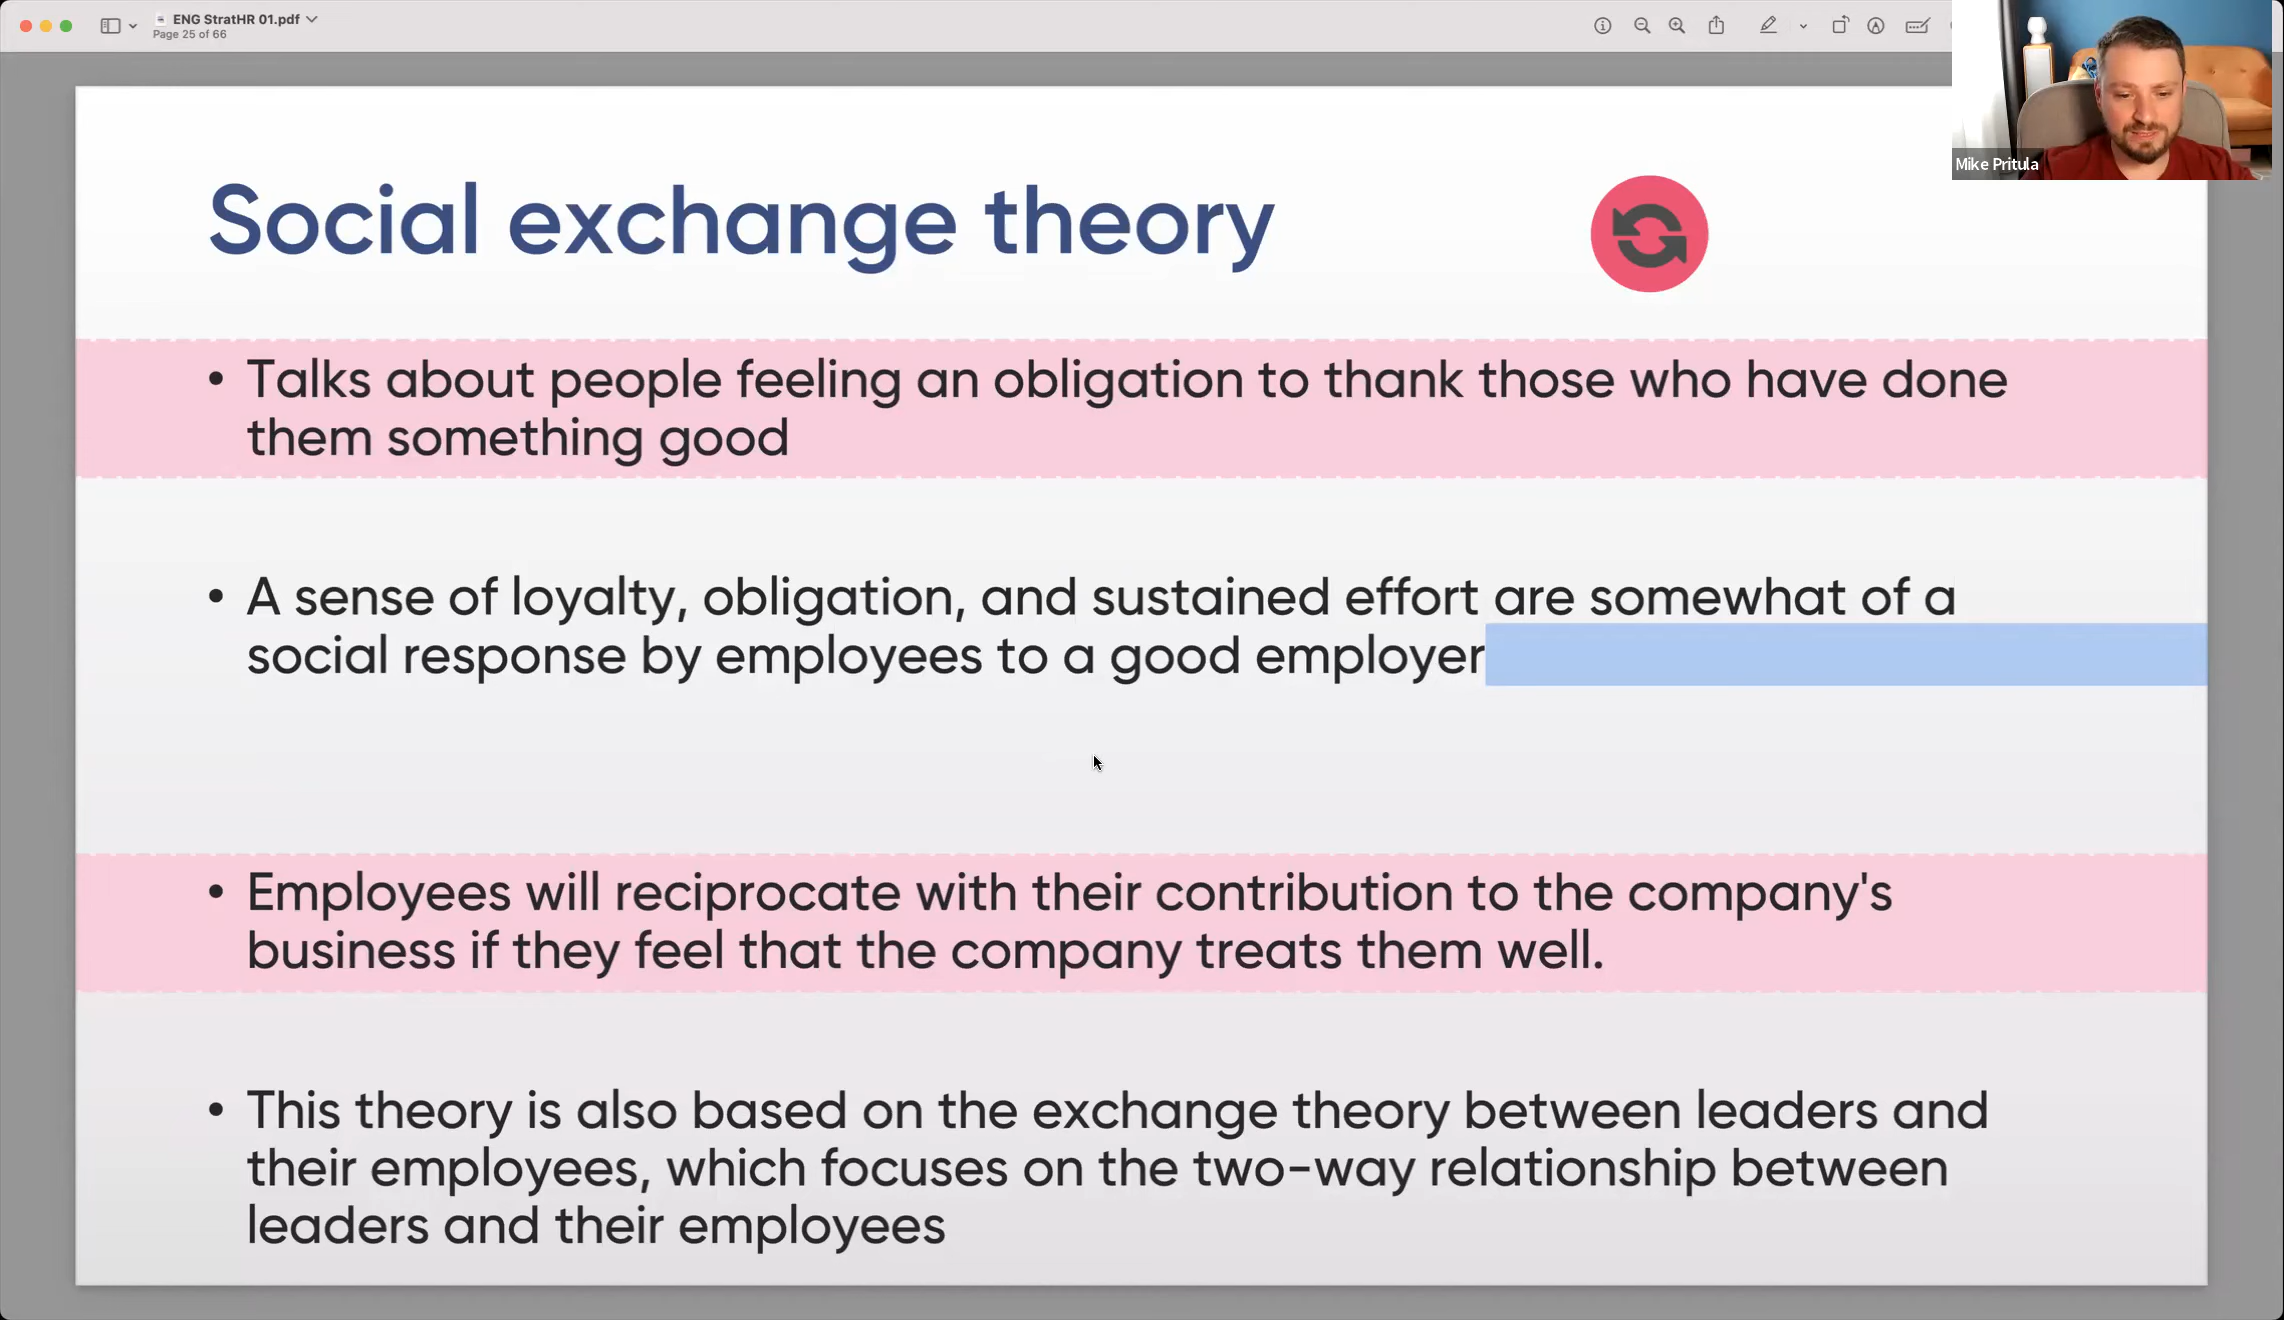 ENG StratHR 01.pdf
Page 25 of 66
Mike Pritula
Social exchange theory
• Talks about people feeling an obligation to thank those who have done
them something good
• A sense of loyalty, obligation, and sustained effort are somewhat of a
social response by employees to a good employer
• Employees will reciprocate with their contribution to the company's
business if they feel that the company treats them well.
• This theory is also based on the exchange theory between leaders and
their employees, which focuses on the two-way relationship between
leaders and their employees